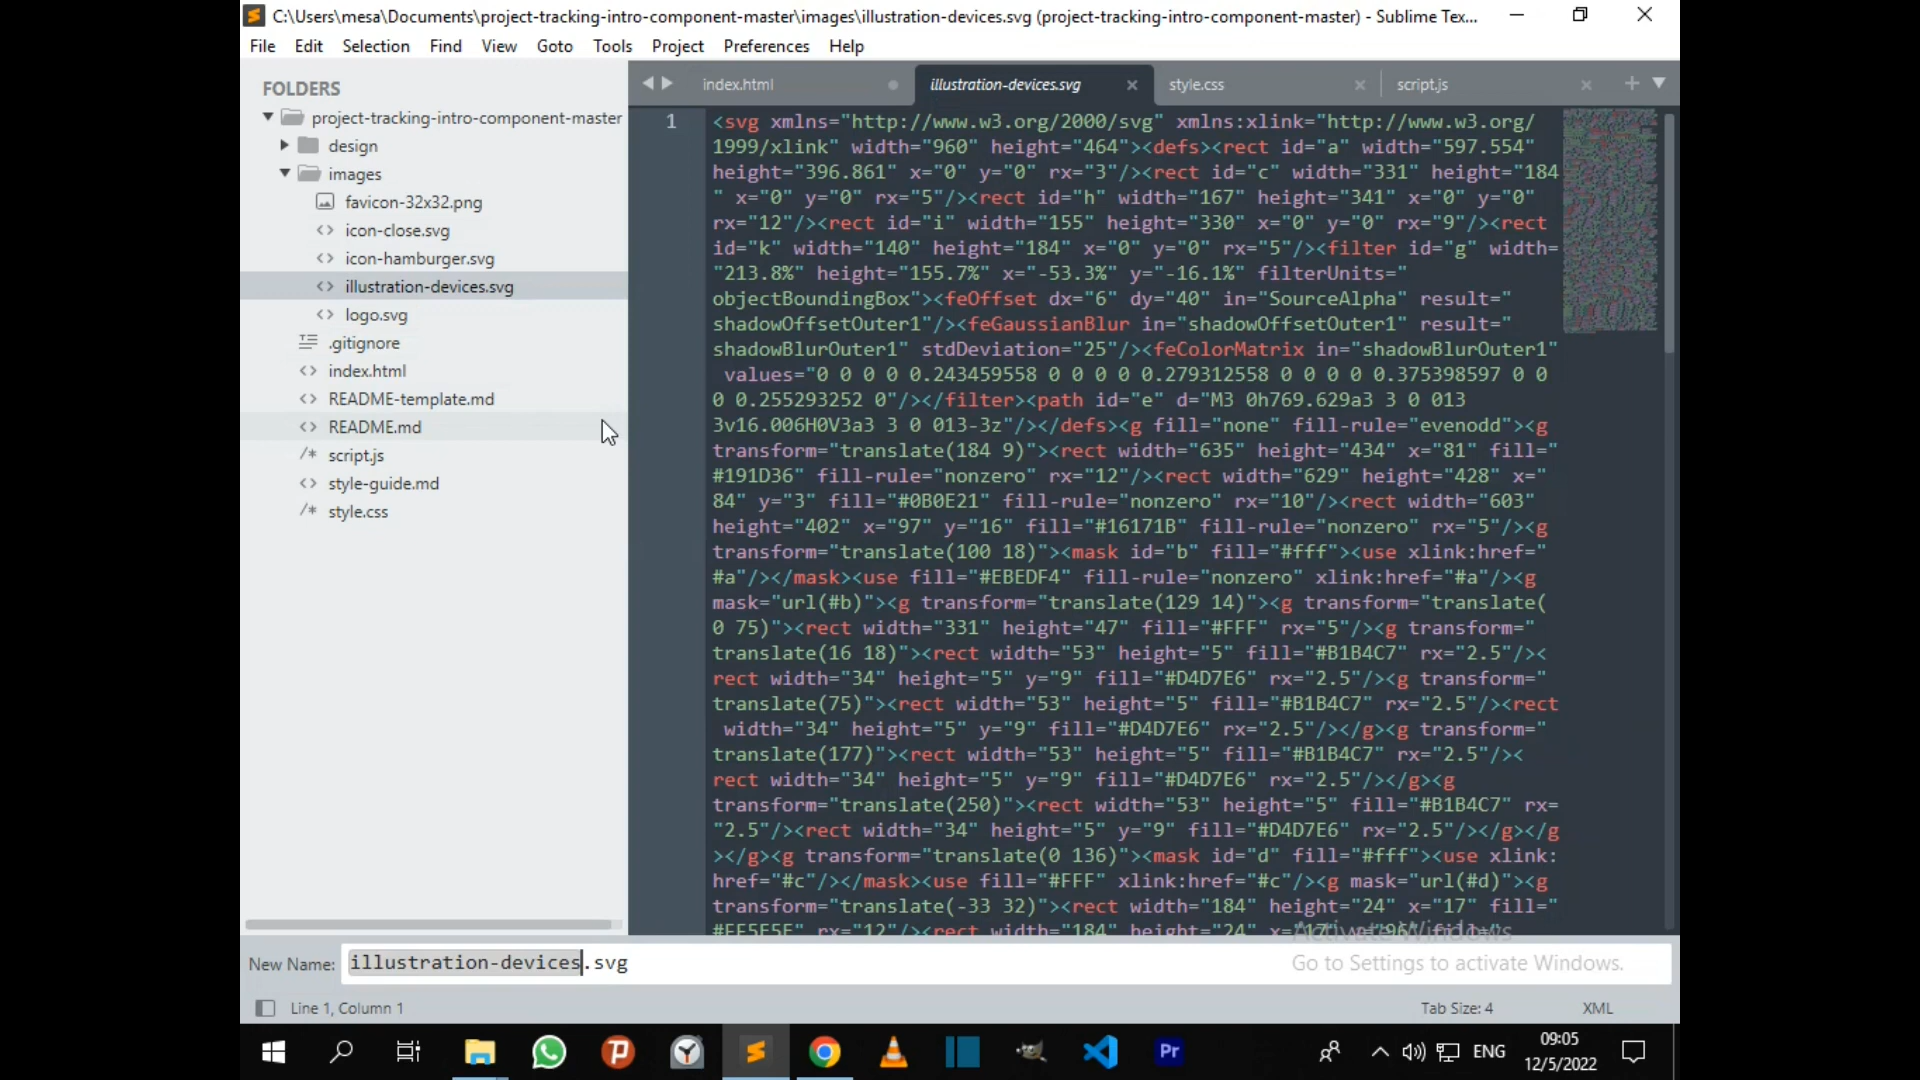 C:\Users\mesa\Documents\project-tracking-intro-component-master\images\illustration-devices.svg (project-tracking-intro-component-master) - Sublime Tex...
File Edit Selection Find View Goto Tools Project Preferences Help
FOLDERS
project-tracking-intro-component-master
design
images
favicon-32x32.png
icon-close.svg
icon-hamburger.svg
illustration-devices.svg
logo.svg
.gitignore
index.html
README-template.md
README.md
script.js
style-guide.md
style.css
index.html illustration-devices.svg style.css script.js
1
<svg xmlns="http://www.w3.org/2000/svg" xmlns:xlink="http://www.w3.org/
1999/xlink" width="960" height="464"><defs><rect id="a" width="597.554"
height="396.861" x="0" y="0" rx="3"/><rect id="c" width="331" height="184
" x="0" y="0" rx="5"/><rect id="h" width="167" height="341" x="0" y="0"
rx="12"/><rect id="i" width="155" height="330" x="0" y="0" rx="9"/><rect
id="k" width="140" height="184" x="0" y="0" rx="5"/><filter id="g" width=
"213.8%" height="155.7%" x="-53.3%" y="-16.1%" filterUnits="
objectBoundingBox"><feOffset dx="6" dy="40" in="SourceAlpha" result="
shadowOffsetOuter1"/><feGaussianBlur in="shadowOffsetOuter1" result="
shadowBlurOuter1" stdDeviation="25"/><feColorMatrix in="shadowBlurOuter1"
values="0 0 0 0 0.243459558 0 0 0 0 0.279312558 0 0 0 0 0.375398597 0 0
0 0.255293252 0"/></filter><path id="e" d="M3 0h769.629a3 3 0 013
3v16.006H0V3a3 3 0 013-3z"/></defs><g fill="none" fill-rule="evenodd"><g
transform="translate(184 9)"><rect width="635" height="434" x="81" fill="
#191D36" fill-rule="nonzero" rx="12"/><rect width="629" height="428" x="
84" y="3" fill="#0B0E21" fill-rule="nonzero" rx="10"/><rect width="603"
height="402" x="97" y="16" fill="#16171B" fill-rule="nonzero" rx="5"/><g
transform="translate(100 18)"><mask id="b" fill="#fff"><use xlink:href="
#a"/></mask><use fill="#EBEDF4" fill-rule="nonzero" xlink:href="#a"/><g
mask="url(#b)"><g transform="translate(129 14)"><g transform="translate(
0 75)"><rect width="331" height="47" fill="#FFF" rx="5"/><g transform="
translate(16 18)"><rect width="53" height="5" fill="#B1B4C7" rx="2.5"/><
rect width="34" height="5" y="9" fill="#D4D7E6" rx="2.5"/><g transform="
translate(75)"><rect width="53" height="5" fill="#B1B4C7" rx="2.5"/><rect
width="34" height="5" y="9" fill="#D4D7E6" rx="2.5"/></g><g transform="
translate(177)"><rect width="53" height="5" fill="#B1B4C7" rx="2.5"/><
rect width="34" height="5" y="9" fill="#D4D7E6" rx="2.5"/></g><g
transform="translate(250)"><rect width="53" height="5" fill="#B1B4C7" rx=
"2.5"/><rect width="34" height="5" y="9" fill="#D4D7E6" rx="2.5"/></g></g
></g><g transform="translate(0 136)"><mask id="d" fill="#fff"><use xlink:
href="#c"/></mask><use fill="#FFF" xlink:href="#c"/><g mask="url(#d)"><g
transform="translate(-33 32)"><rect width="184" height="24" x="17" fill="
#FF5F5F" rx="12"/><rect width="184" height="24" x="17" y="96" fill="
Activate Windows
Go to Settings to activate Windows.
New Name: illustration-devices.svg
Line 1, Column 1 Tab Size: 4 XML
Pr
ENG
09:05
12/5/2022